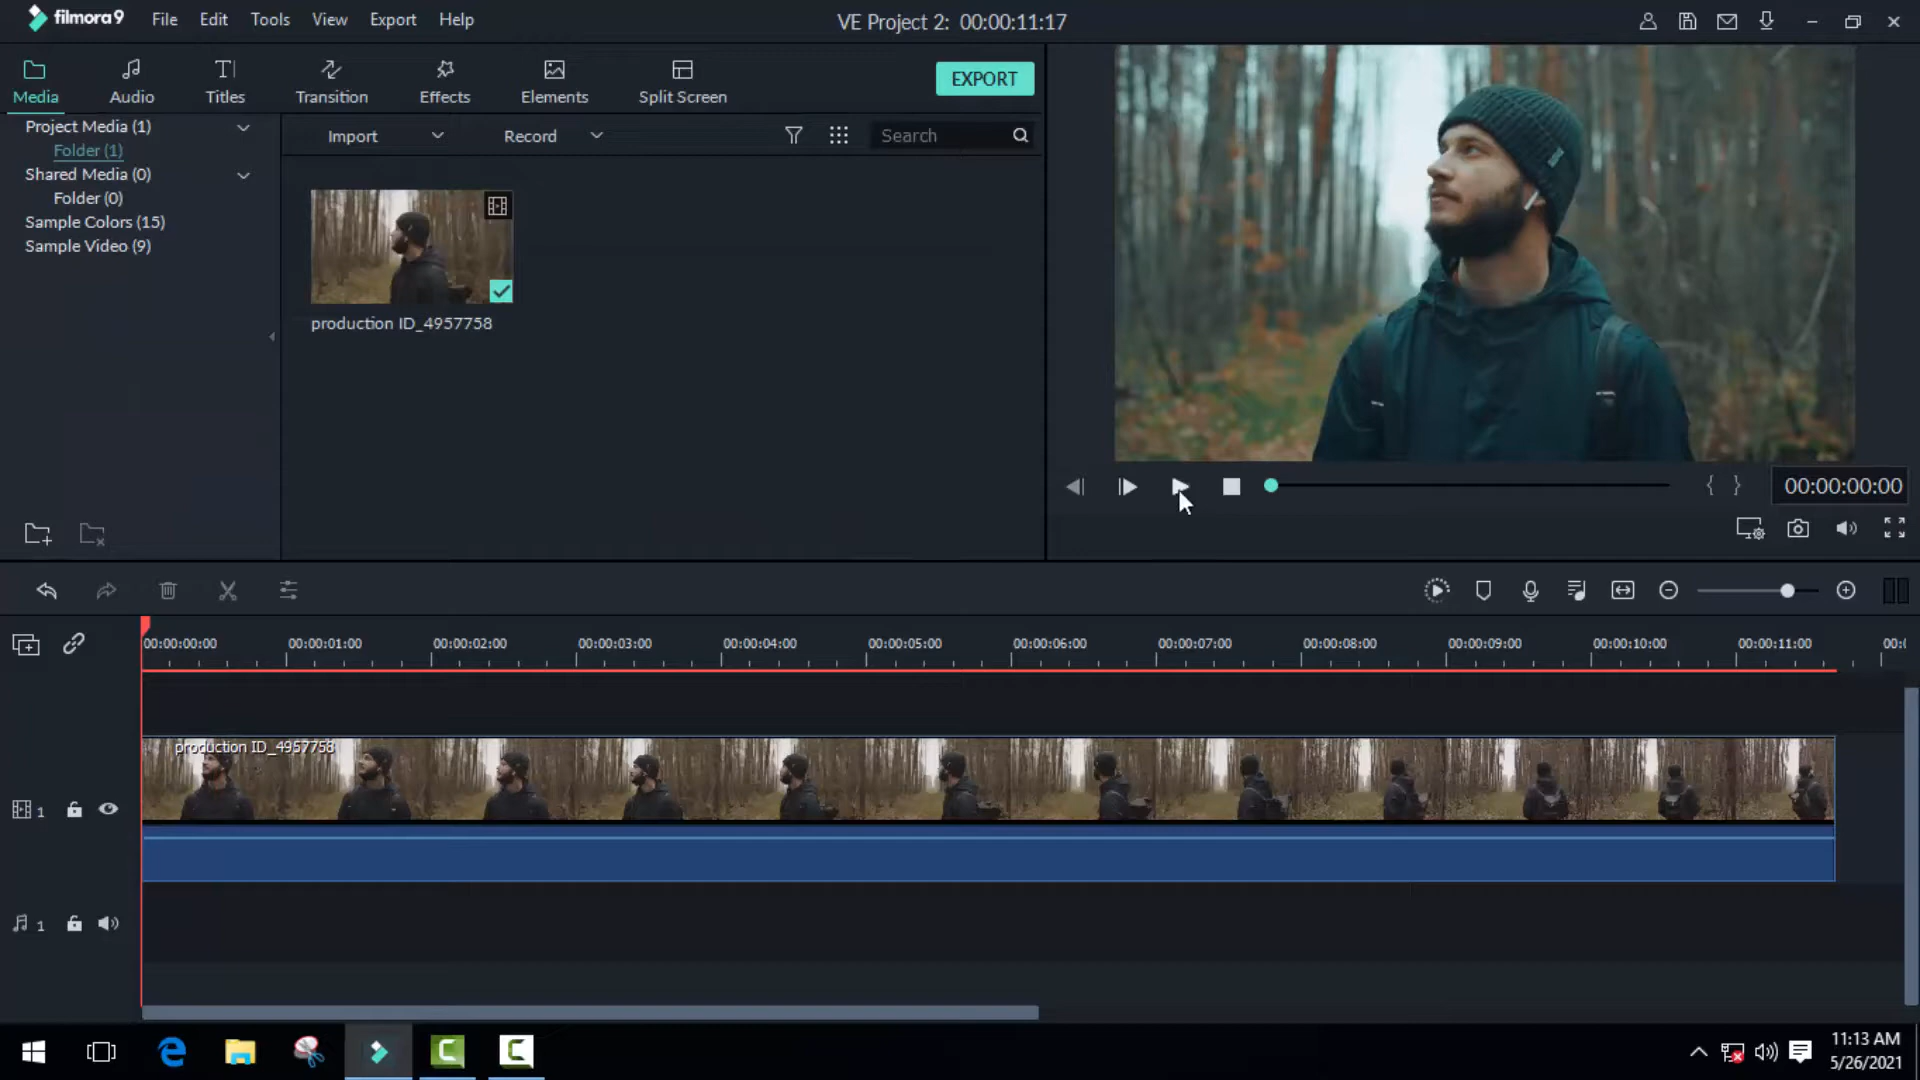 filmora9 File Edit Tools View Export Help
VE Project 2: 00:00:11:17
Media Audio Titles Transition Effects Elements Split Screen
EXPORT
Project Media (1)
Folder (1)
Shared Media (0)
Folder (0)
Sample Colors (15)
Sample Video (9)
Import Record Search
production ID_4957758
00:00:00:00
00:00:00:00 00:00:01:00 00:00:02:00 00:00:03:00 00:00:04:00 00:00:05:00 00:00:06:00 00:00:07:00 00:00:08:00 00:00:09:00 00:00:10:00 00:00:11:00
production ID_4957758
1
1
11:13 AM
5/26/2021